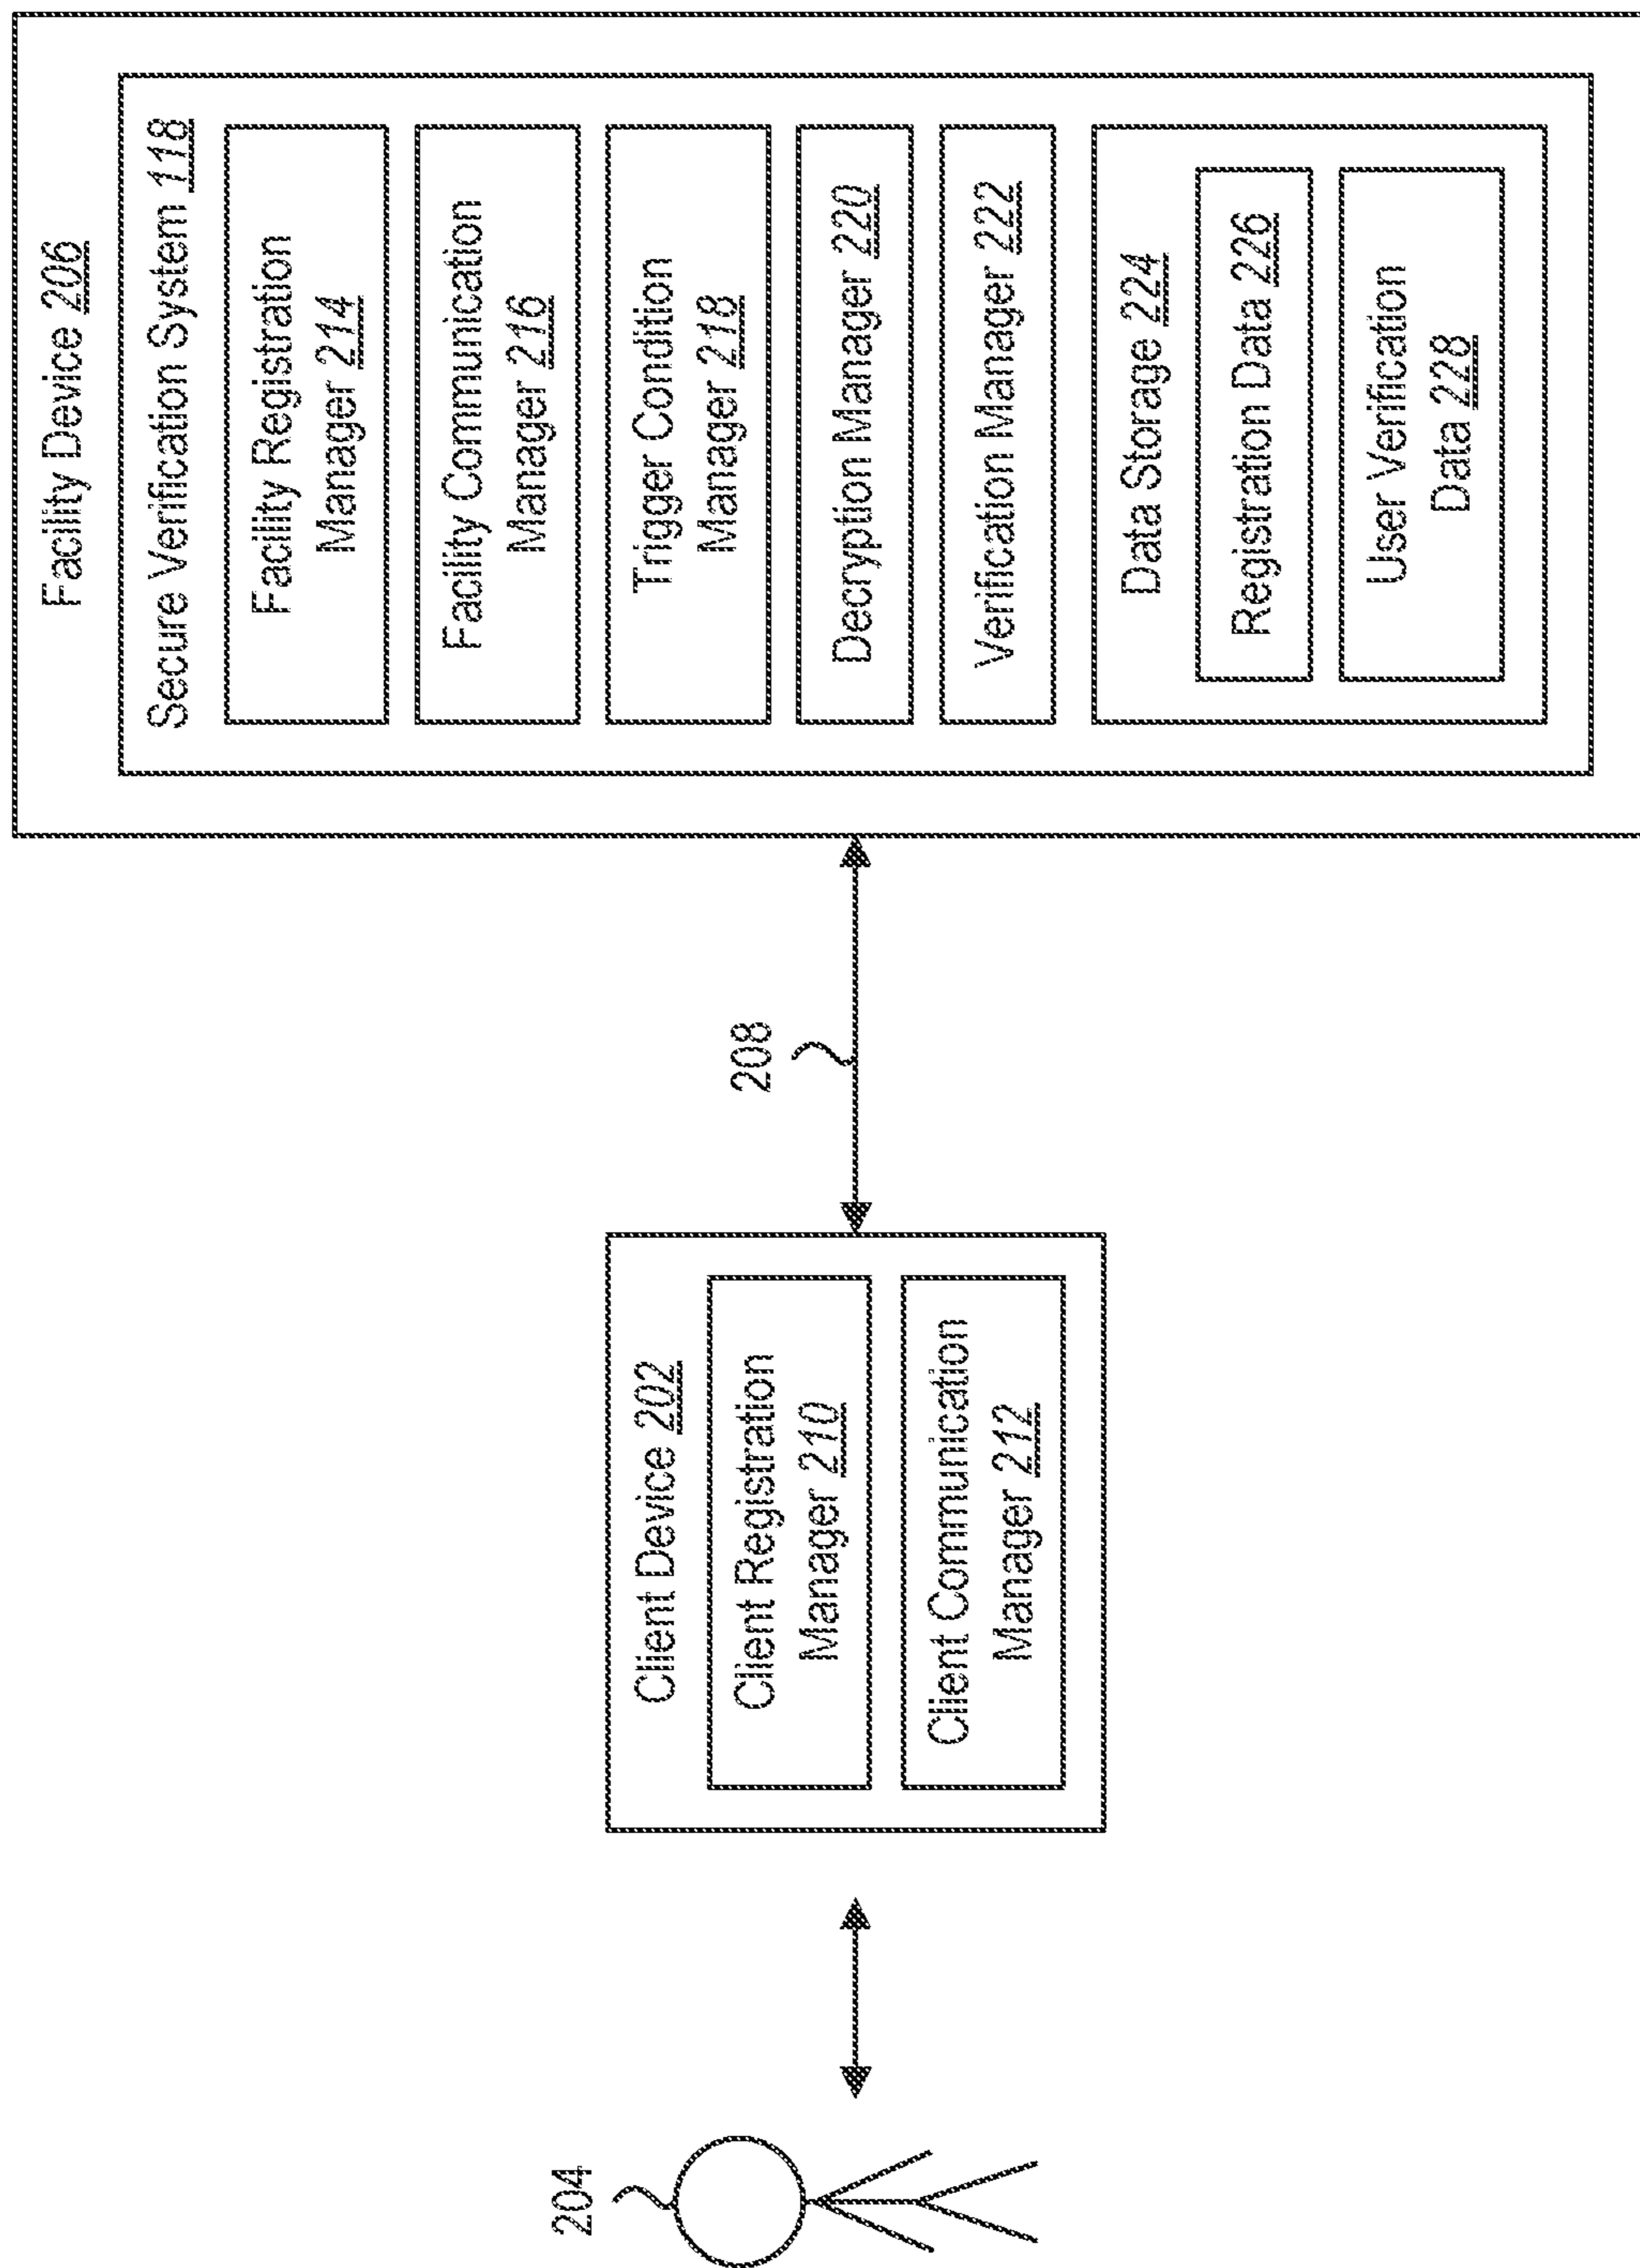 204
Client Device 202
Client Registration
Manager 210
Client Communication
Manager 212
208
Facility Device 206
Secure Verification System 118
Facility Registration
Manager 214
Facility Communication
Manager 216
Trigger Condition
Manager 218
Decryption Manager 220
Verification Manager 222
Data Storage 224
Registration Data 226
User Verification
Data 228